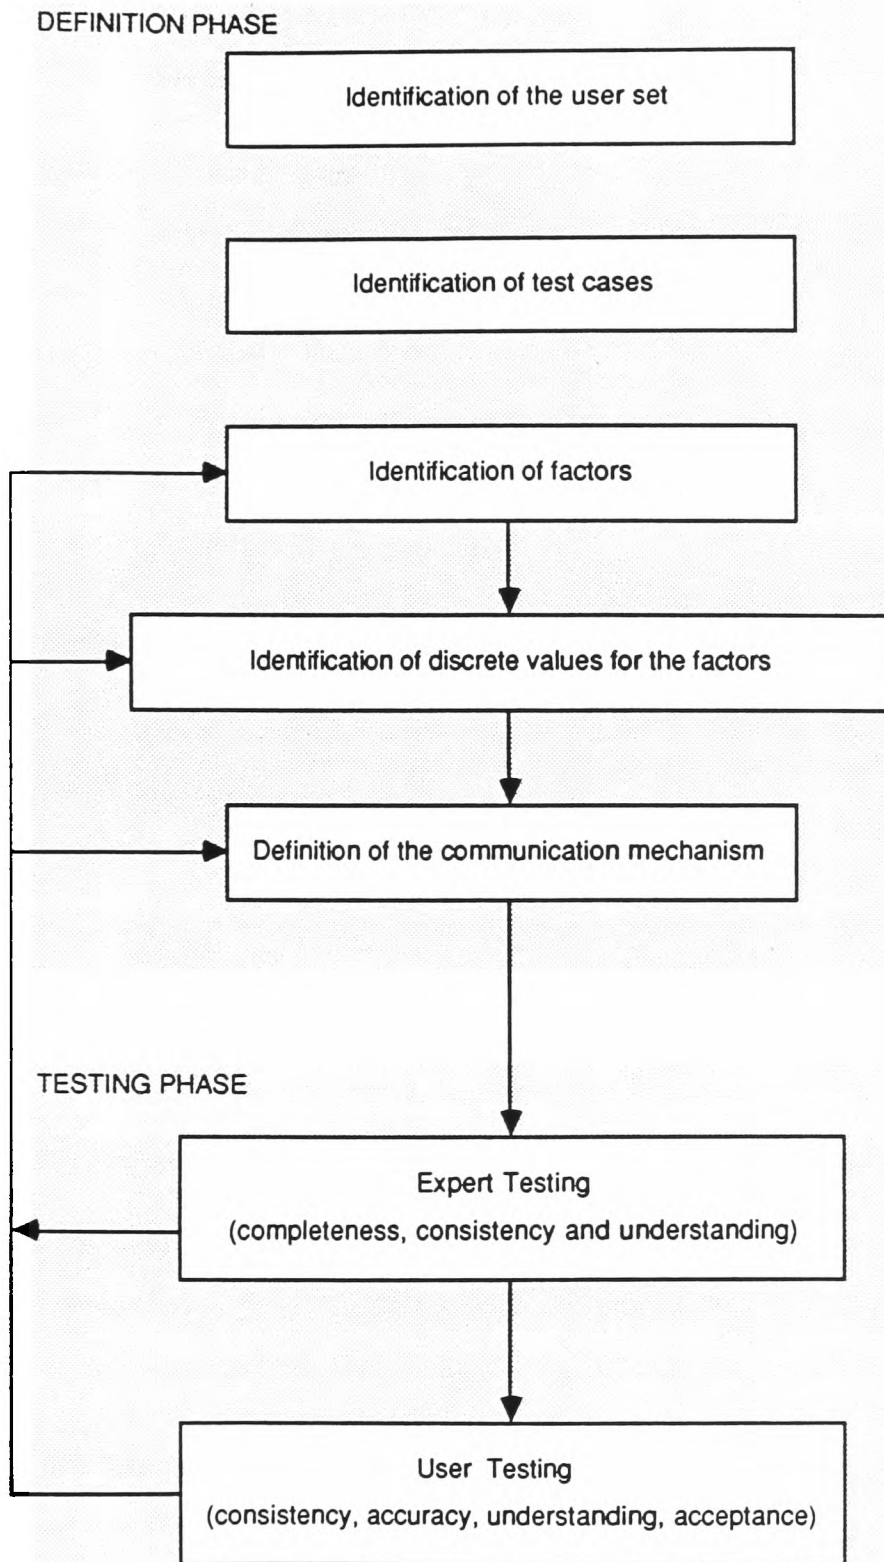 DEFINITION PHASE
Identification of the user set
Identification of test cases
Identification of factors
Identification of discrete values for the factors
Definition of the communication mechanism
TESTING PHASE
Expert Testing
(completeness, consistency and understanding)
User Testing
(consistency, accuracy, understanding, acceptance)